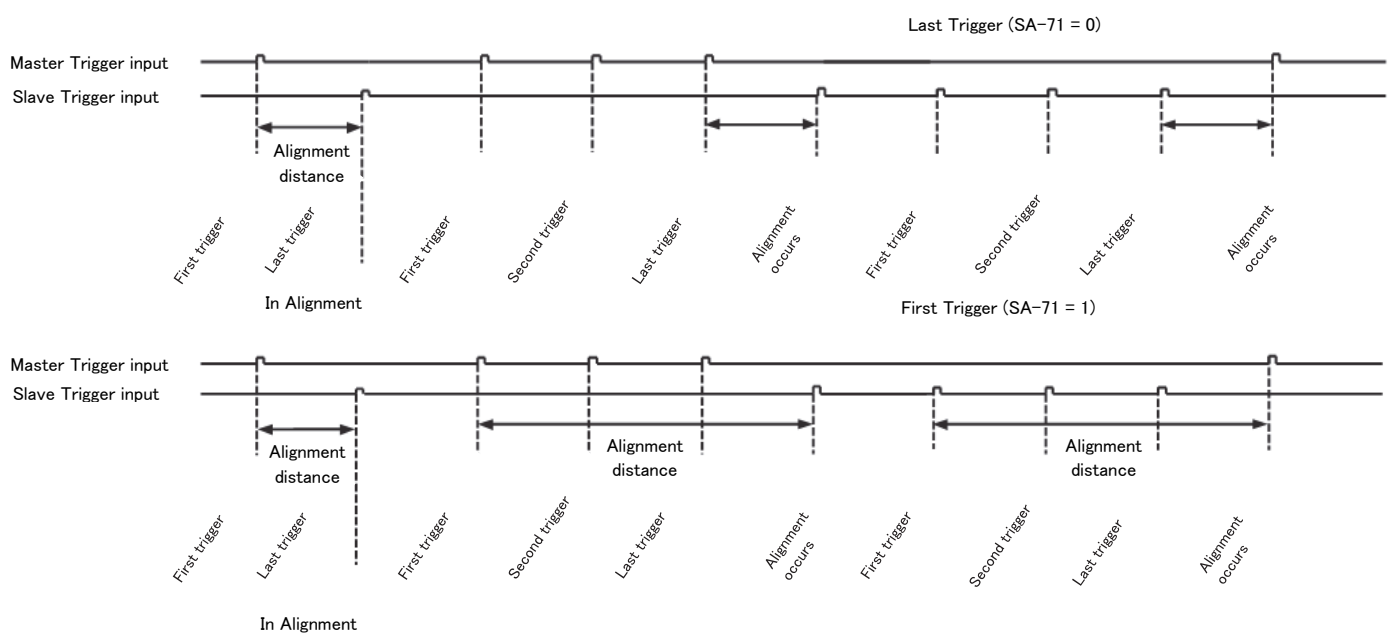 Last Trigger (SA-71 = 0)
Master Trigger input
Slave Trigger input
Alignment
distance
First trigger
Last trigger
First trigger
Second trigger
Last trigger
Alignment
occurs
First trigger
Second trigger
Last trigger
Alignment
occurs
In Alignment
First Trigger (SA-71 = 1)
Master Trigger input
Slave Trigger input
Alignment
distance
Alignment
distance
Alignment
distance
First trigger
Last trigger
First trigger
Second trigger
Last trigger
Alignment
occurs
First trigger
Second trigger
Last trigger
Alignment
occurs
In Alignment